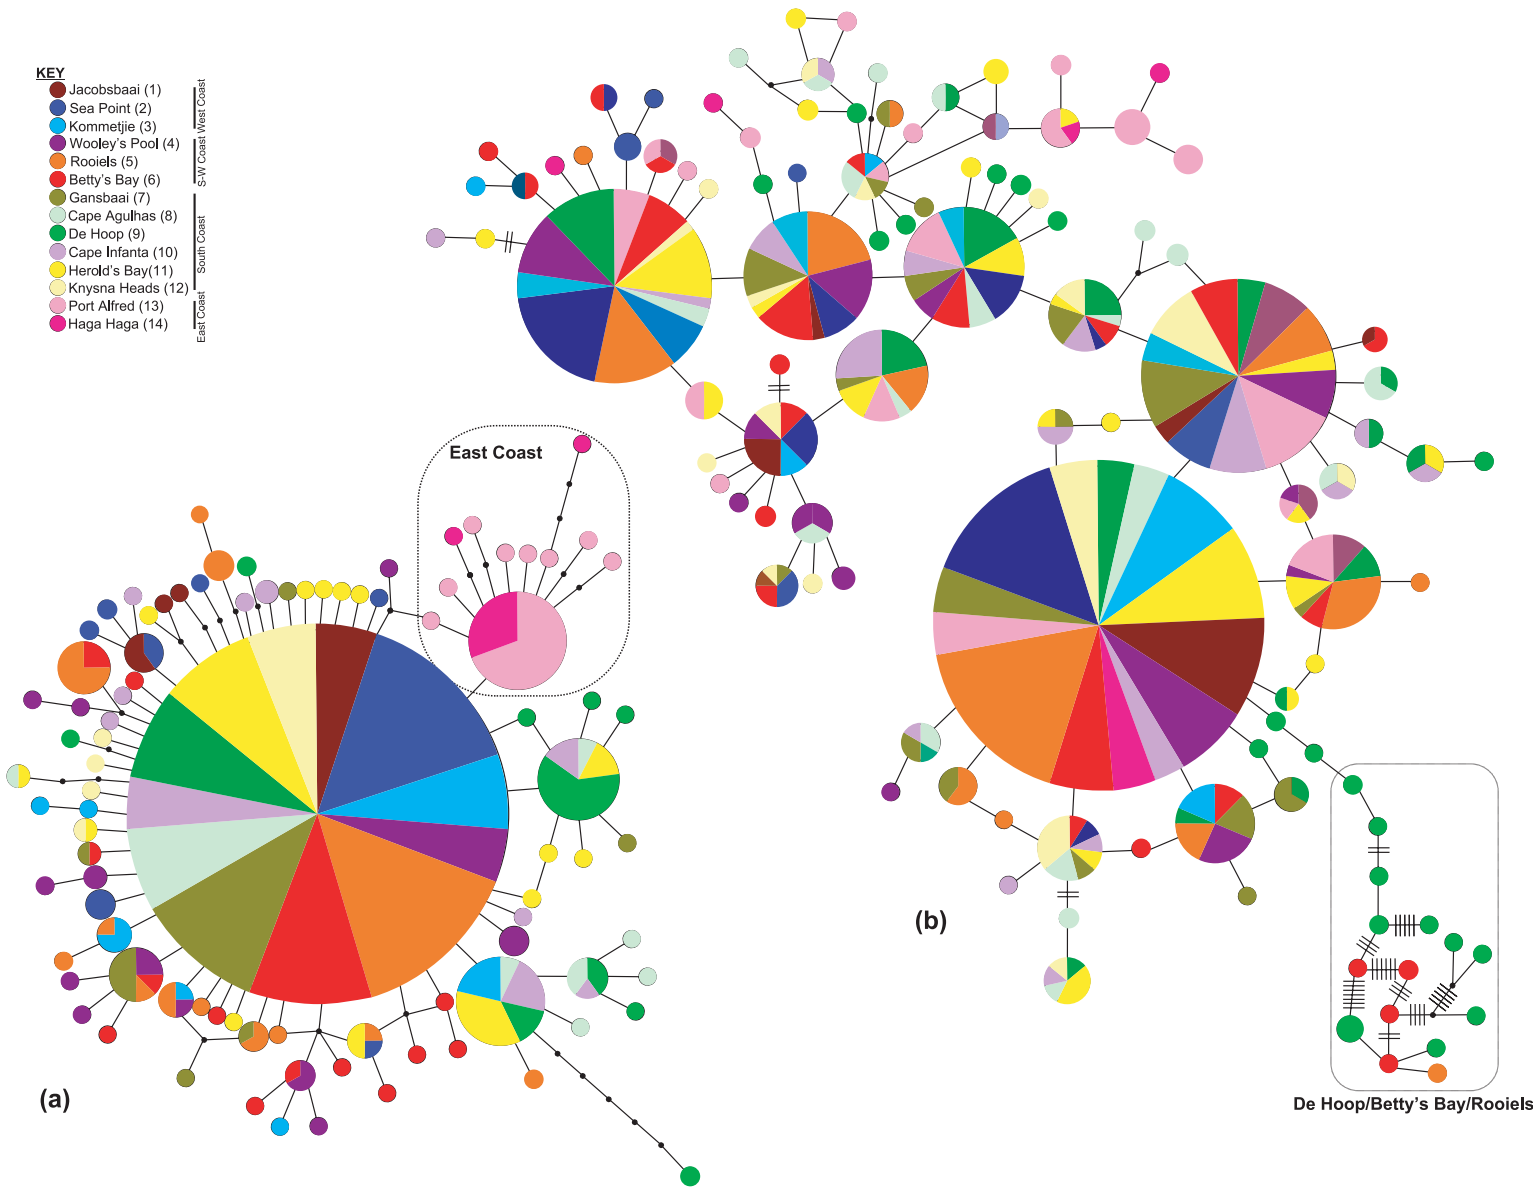 KEY
Jacobsbaai (1)
Sea Point (2)
Kommetjie (3)
Wooley's Pool (4)
Rooiels (5)
Betty's Bay (6)
Gansbaai (7)
Cape Agulhas (8)
De Hoop (9)
Cape Infanta (10)
Herold's Bay(11)
Knysna Heads (12)
Port Alfred (13)
Haga Haga (14)
West Coast
S-W Coast
South Coast
East Coast
East Coast
(a)
(b)
De Hoop/Betty's Bay/Rooiels